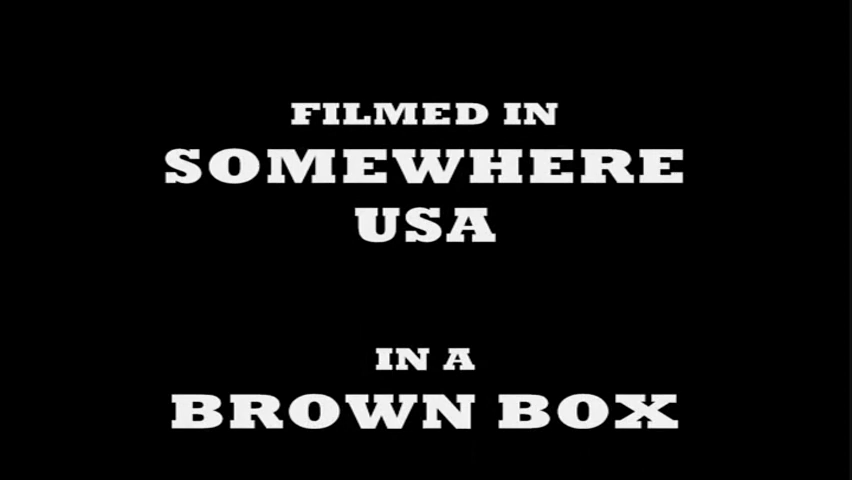 FILMED IN
SOMEWHERE
USA
IN A
BROWN BOX